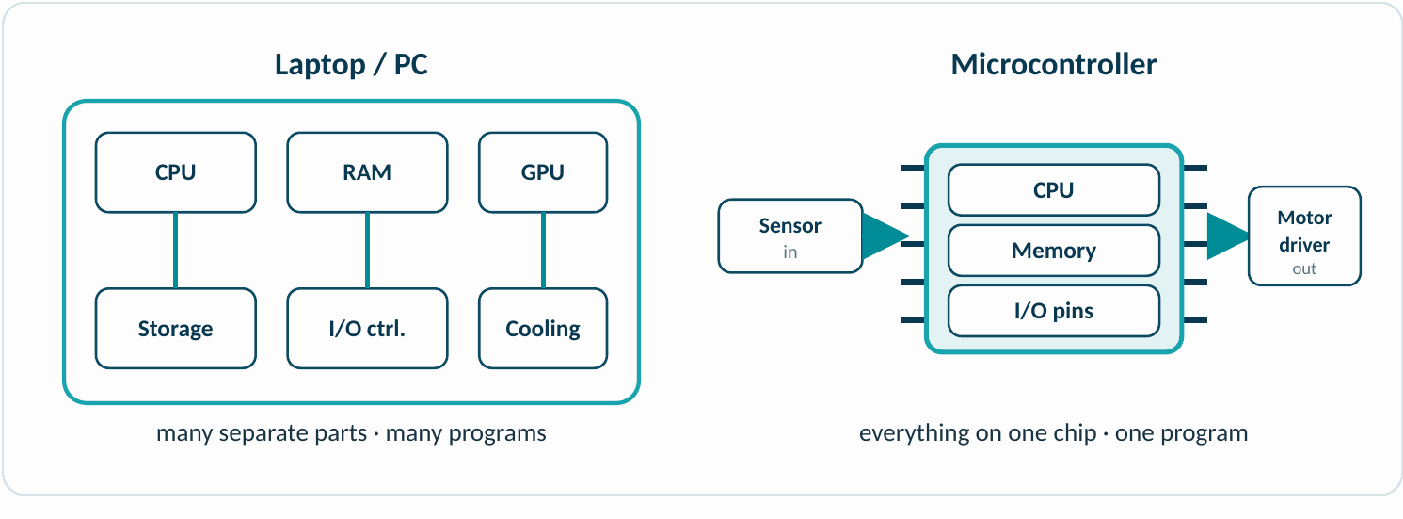 Laptop / PC
CPU
RAM
GPU
Storage
I/O ctrl.
Cooling
many separate parts · many programs
Microcontroller
Sensor
in
CPU
Memory
I/O pins
Motor
driver
out
everything on one chip · one program